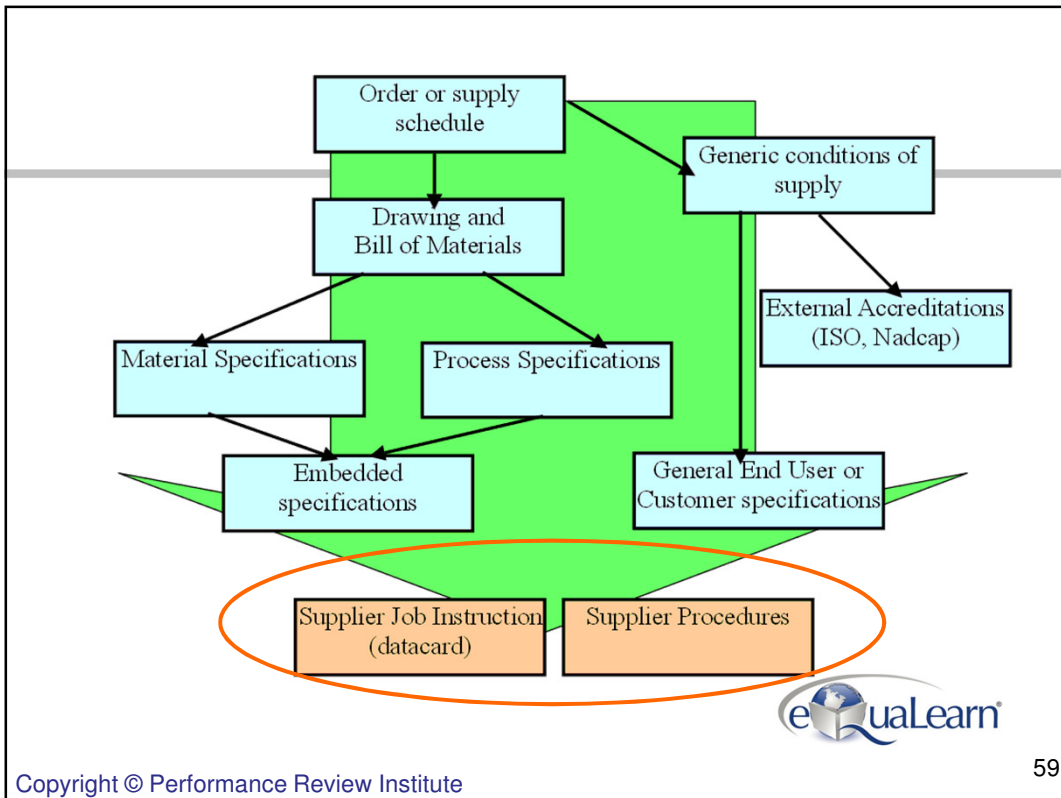 Order or supply
schedule
Generic conditions of
supply
Drawing and
Bill of Materials
External Accreditations
(ISO, Nadcap)
Material Specifications
Process Specifications
Embedded
specifications
General End User or
Customer specifications
Supplier Job Instruction
(datacard)
Supplier Procedures
eQuaLearn®
Copyright © Performance Review Institute
59